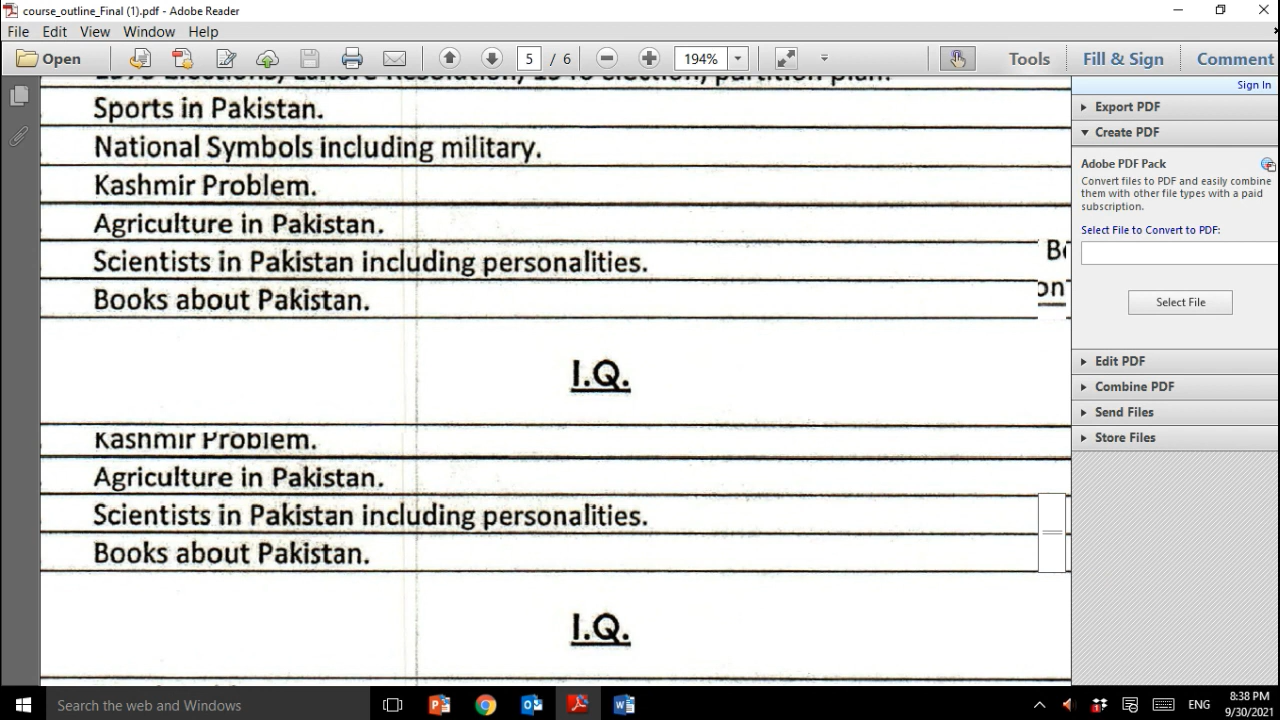 course_outline_Final (1).pdf - Adobe Reader
File Edit View Window Help
Open 5 / 6 194% Tools Fill & Sign Comment
Sign In
Sports in Pakistan.
National Symbols including military.
Kashmir Problem.
Agriculture in Pakistan.
Scientists in Pakistan including personalities.
Books about Pakistan.
I.Q.
Kashmir Problem.
Agriculture in Pakistan.
Scientists in Pakistan including personalities.
Books about Pakistan.
I.Q.
Export PDF
Create PDF
Adobe PDF Pack
Convert files to PDF and easily combine
them with other file types with a paid
subscription.
Select File to Convert to PDF:
Select File
Edit PDF
Combine PDF
Send Files
Store Files
Search the web and Windows
ENG
8:38 PM
9/30/2021